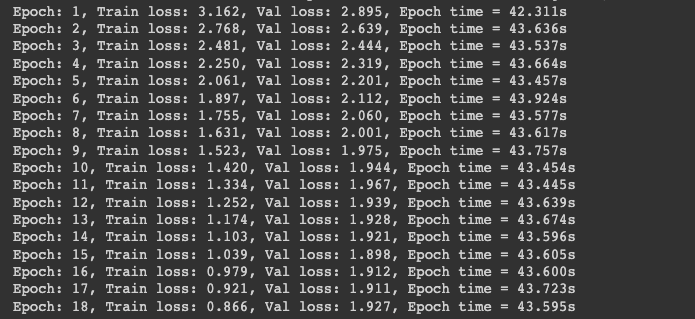 Epoch: 1, Train loss: 3.162, Val loss: 2.895, Epoch time = 42.311s
Epoch: 2, Train loss: 2.768, Val loss: 2.639, Epoch time = 43.636s
Epoch: 3, Train loss: 2.481, Val loss: 2.444, Epoch time = 43.537s
Epoch: 4, Train loss: 2.250, Val loss: 2.319, Epoch time = 43.664s
Epoch: 5, Train loss: 2.061, Val loss: 2.201, Epoch time = 43.457s
Epoch: 6, Train loss: 1.897, Val loss: 2.112, Epoch time = 43.924s
Epoch: 7, Train loss: 1.755, Val loss: 2.060, Epoch time = 43.577s
Epoch: 8, Train loss: 1.631, Val loss: 2.001, Epoch time = 43.617s
Epoch: 9, Train loss: 1.523, Val loss: 1.975, Epoch time = 43.757s
Epoch: 10, Train loss: 1.420, Val loss: 1.944, Epoch time = 43.454s
Epoch: 11, Train loss: 1.334, Val loss: 1.967, Epoch time = 43.445s
Epoch: 12, Train loss: 1.252, Val loss: 1.939, Epoch time = 43.639s
Epoch: 13, Train loss: 1.174, Val loss: 1.928, Epoch time = 43.674s
Epoch: 14, Train loss: 1.103, Val loss: 1.921, Epoch time = 43.596s
Epoch: 15, Train loss: 1.039, Val loss: 1.898, Epoch time = 43.605s
Epoch: 16, Train loss: 0.979, Val loss: 1.912, Epoch time = 43.600s
Epoch: 17, Train loss: 0.921, Val loss: 1.911, Epoch time = 43.723s
Epoch: 18, Train loss: 0.866, Val loss: 1.927, Epoch time = 43.595s